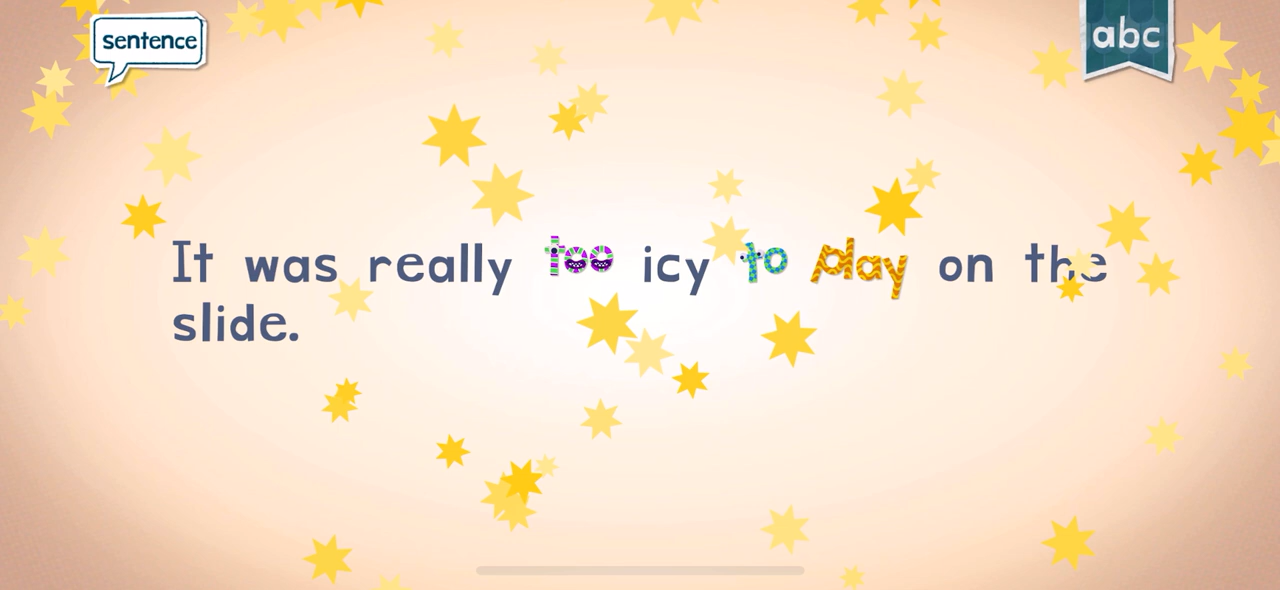 sentence
abc
It was really too icy to play on the
slide.